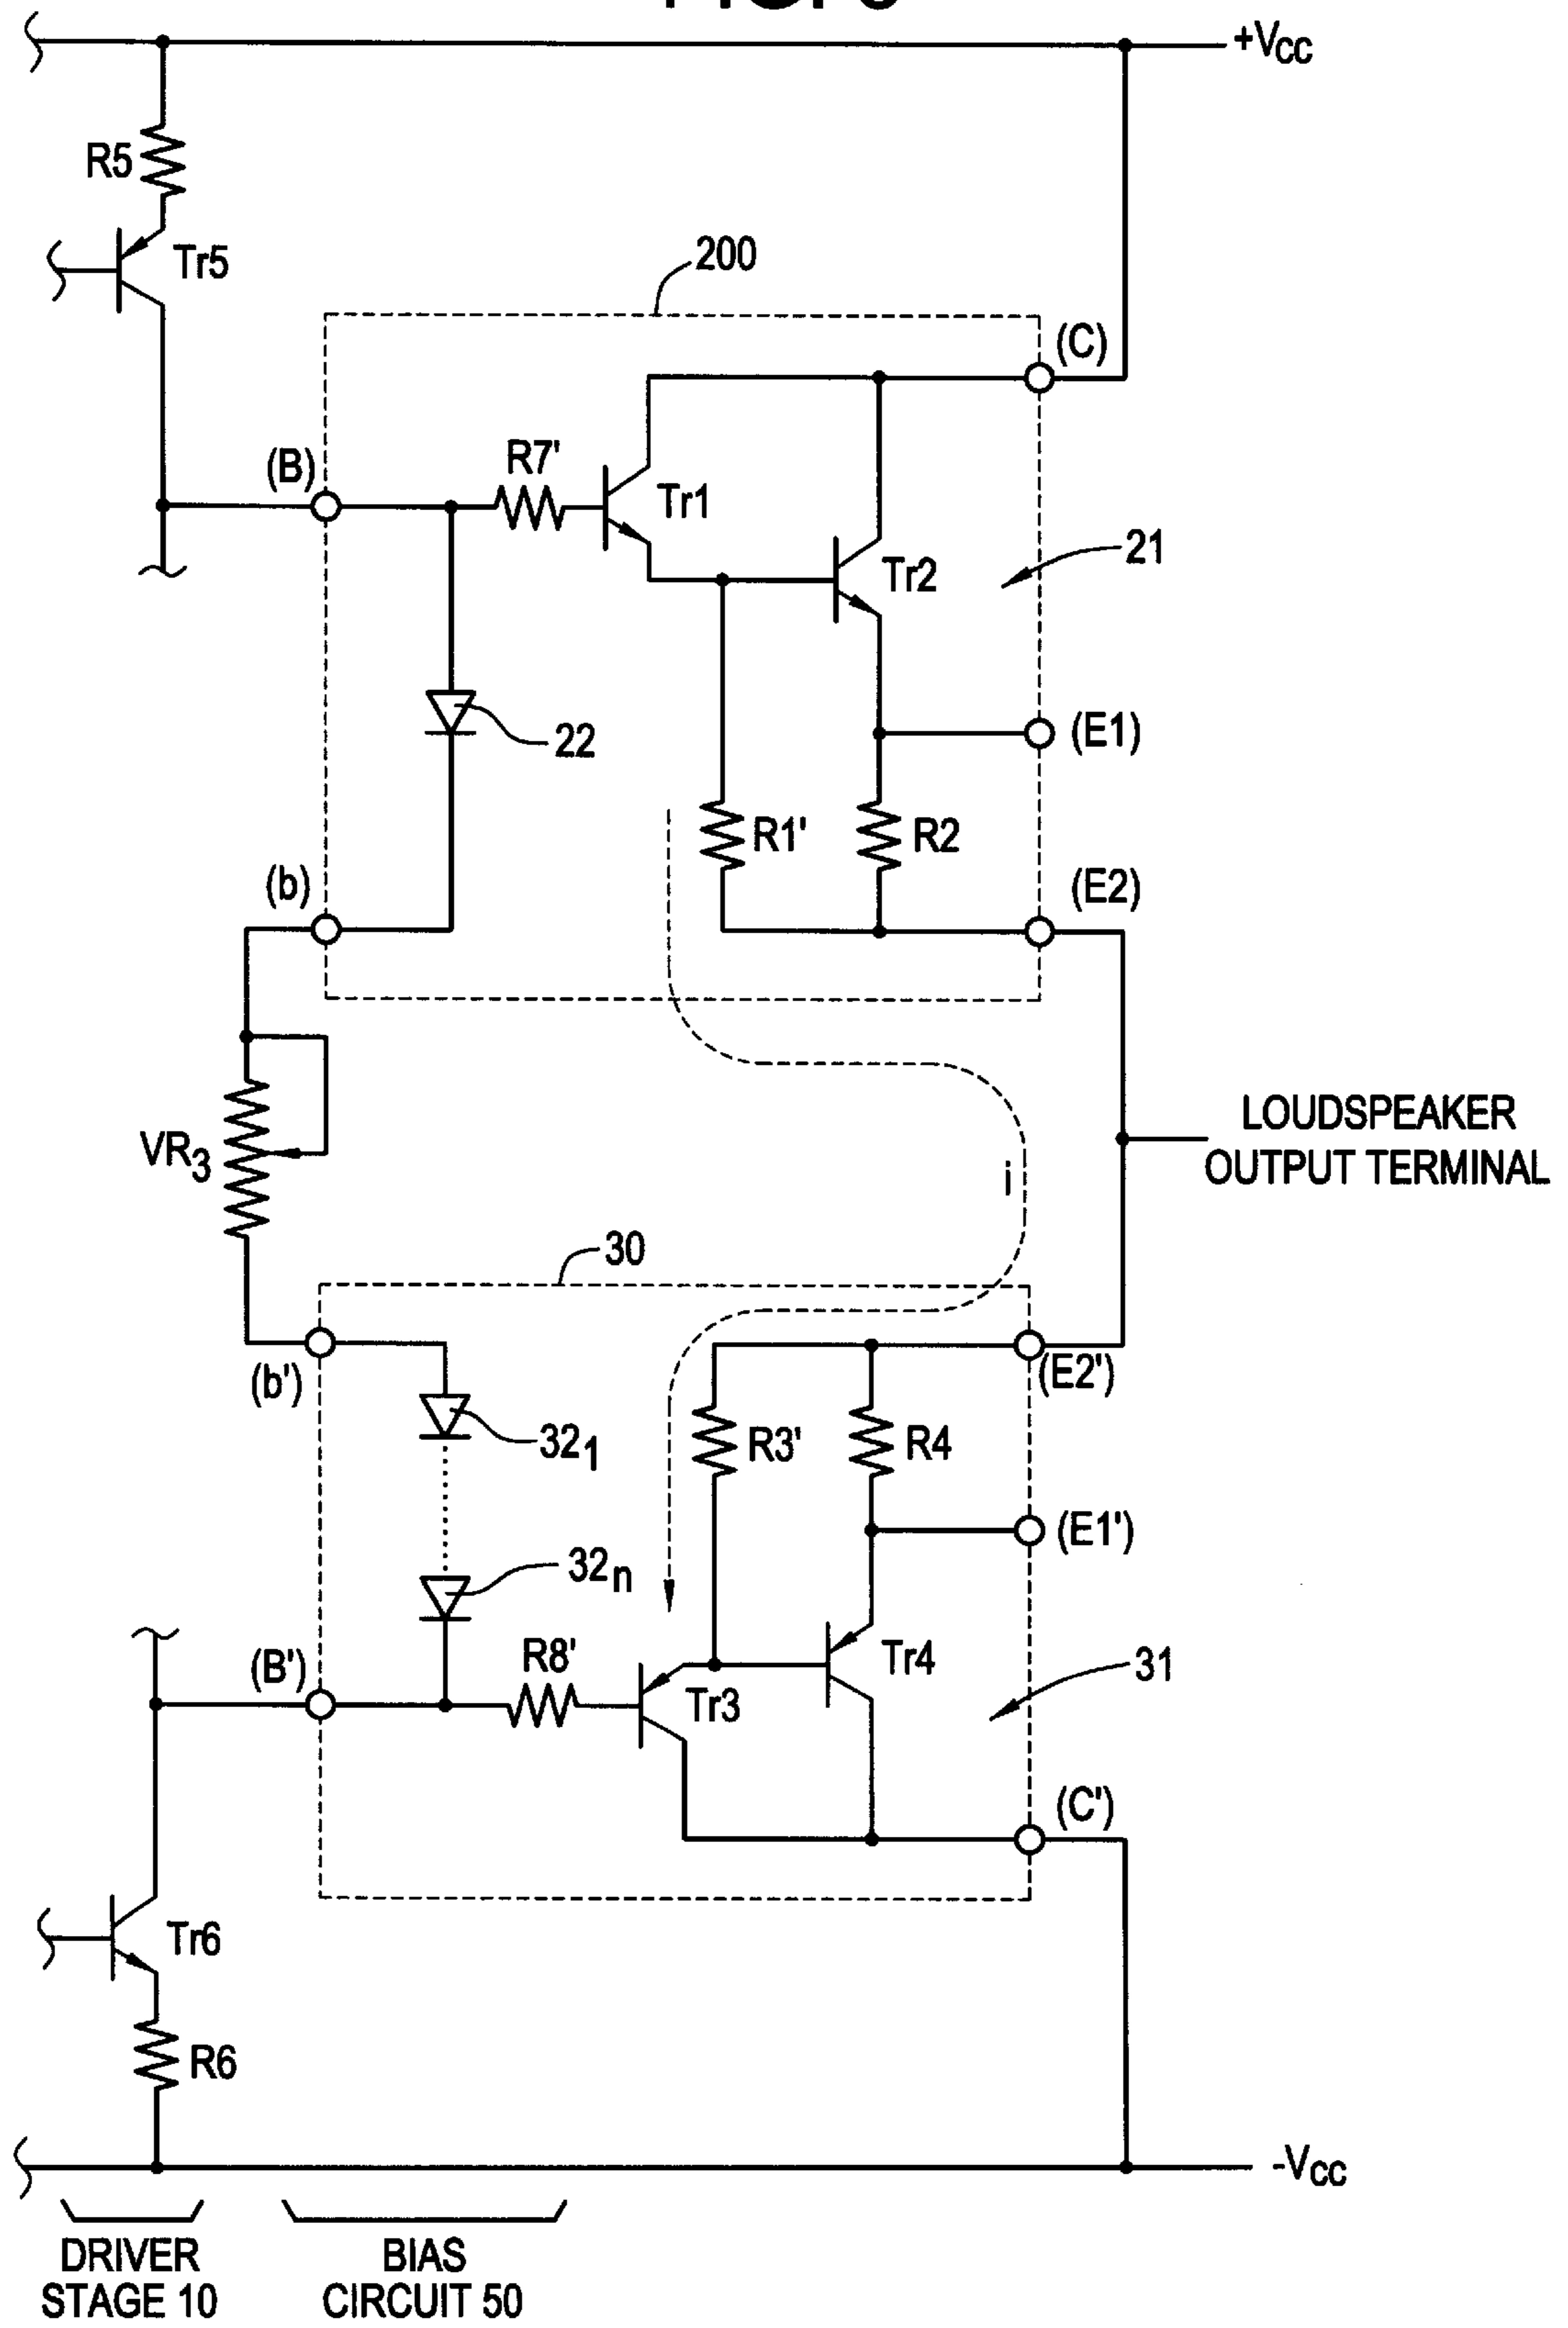 +VCC
R5
Tr5
200
(C)
(B)
R7'
Tr1
Tr2
21
22
(E1)
R1'
R2
(b)
(E2)
VR3
LOUDSPEAKER
OUTPUT TERMINAL
i
30
(b')
(E2')
321
R3'
R4
(E1')
32n
(B')
R8'
Tr3
Tr4
31
(C')
Tr6
R6
-VCC
DRIVER
STAGE 10
BIAS
CIRCUIT 50